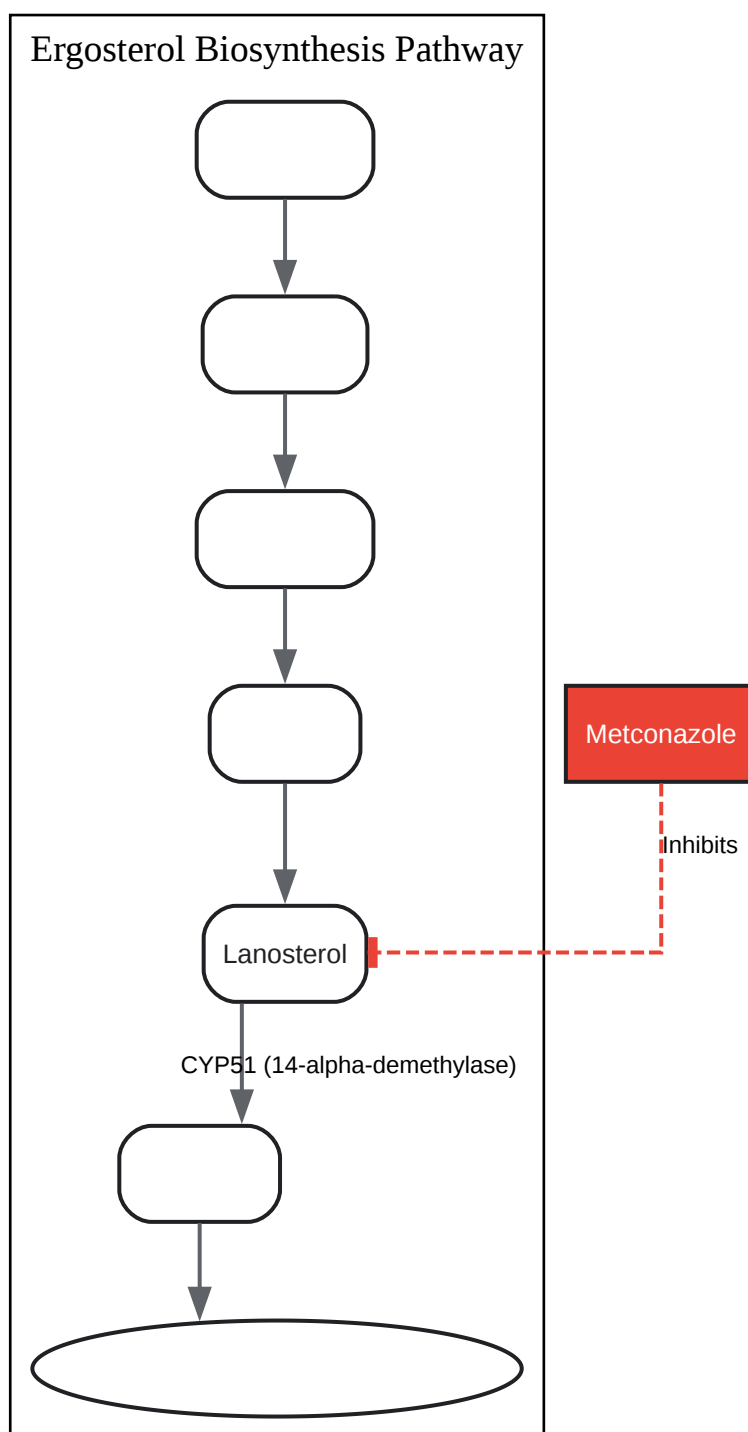 Ergosterol Biosynthesis Pathway
Metconazole
Inhibits
Lanosterol
CYP51 (14-alpha-demethylase)